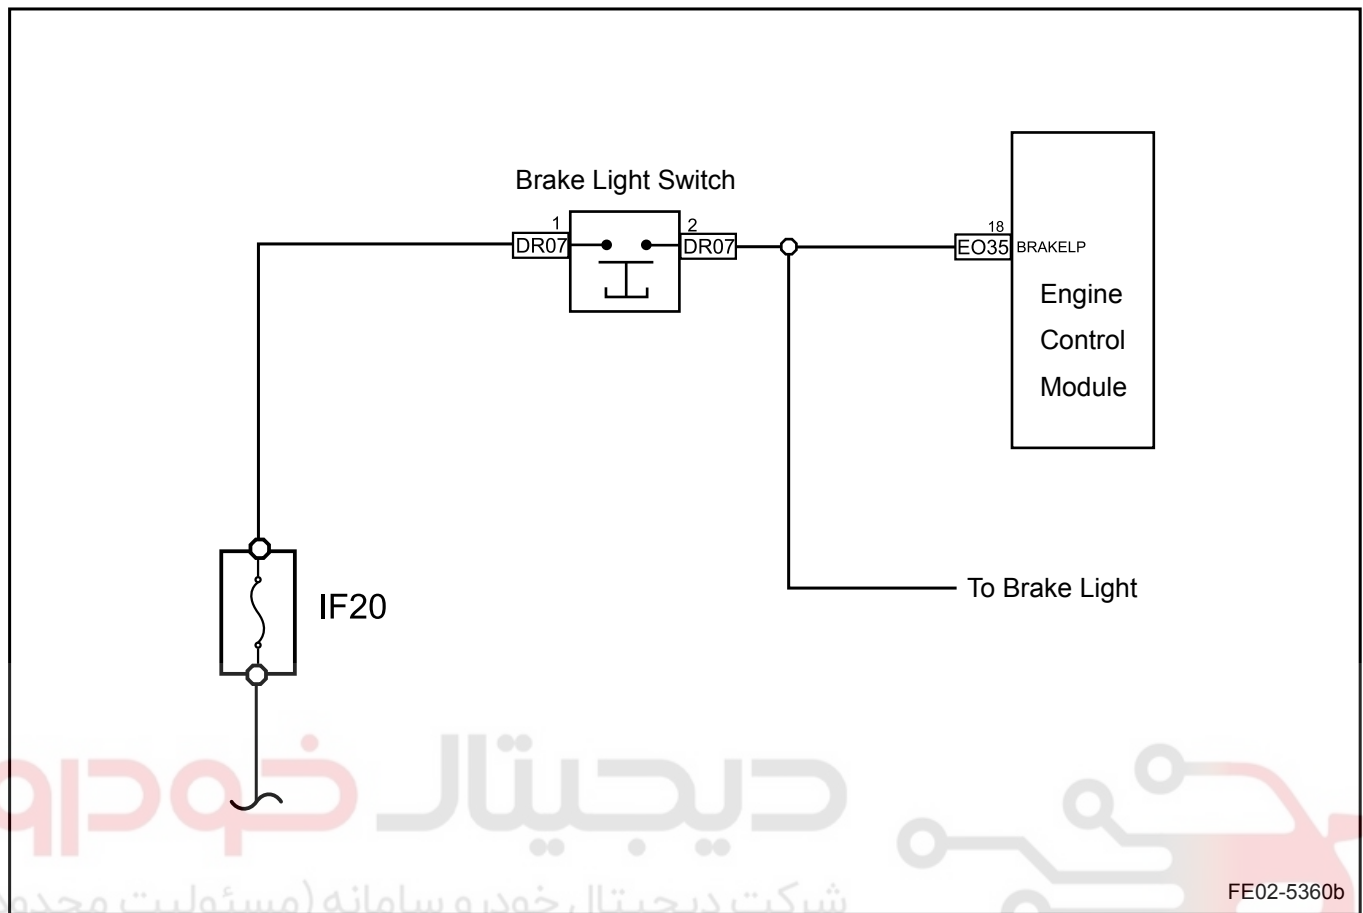 Brake Light Switch
1
2
18
DR07
DR07
EO35
BRAKELP
Engine
Control
Module
IF20
To Brake Light
دیجیتال خودرو
شرکت دیجیتال خودرو سامانه (مسئولیت محدود
FE02-5360b